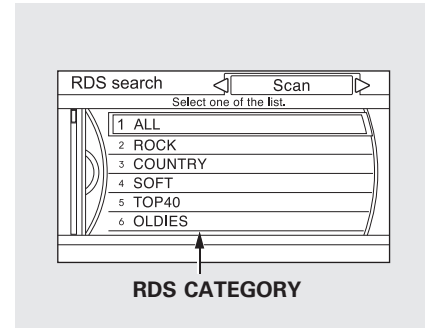 RDS search Scan
Select one of the list.
1 ALL
2 ROCK
3 COUNTRY
4 SOFT
5 TOP40
6 OLDIES
RDS CATEGORY